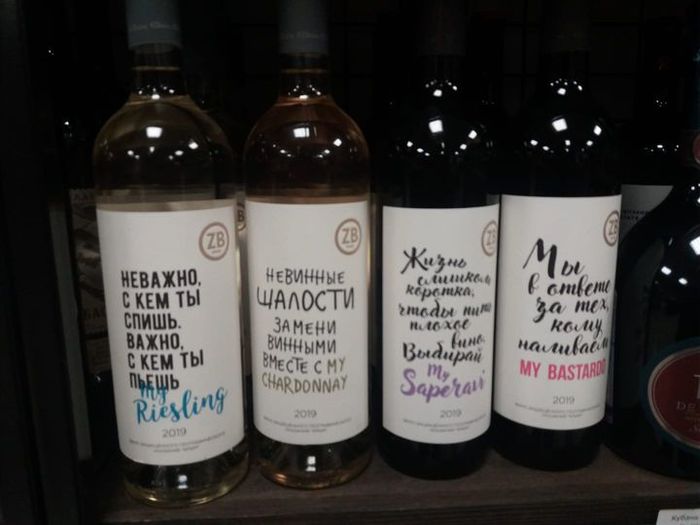 ZB
НЕВАЖНО,
С КЕМ ТЫ
СПИШЬ.
ВАЖНО,
С КЕМ ТЫ
ПЬЕШЬ
My
Riesling
2019
ZB
НЕВИННЫЕ
ШАЛОСТИ
ЗАМЕНИ
ВИННЫМИ
ВМЕСТЕ С MY
CHARDONNAY
2019
ZB
Жизнь
слишком
коротка,
чтобы пить
плохое
вино.
Выбирай
My
Saperavi
2019
Мы
в ответе
за тех,
кому
наливаем
MY BASTARDO
2019
Кубань